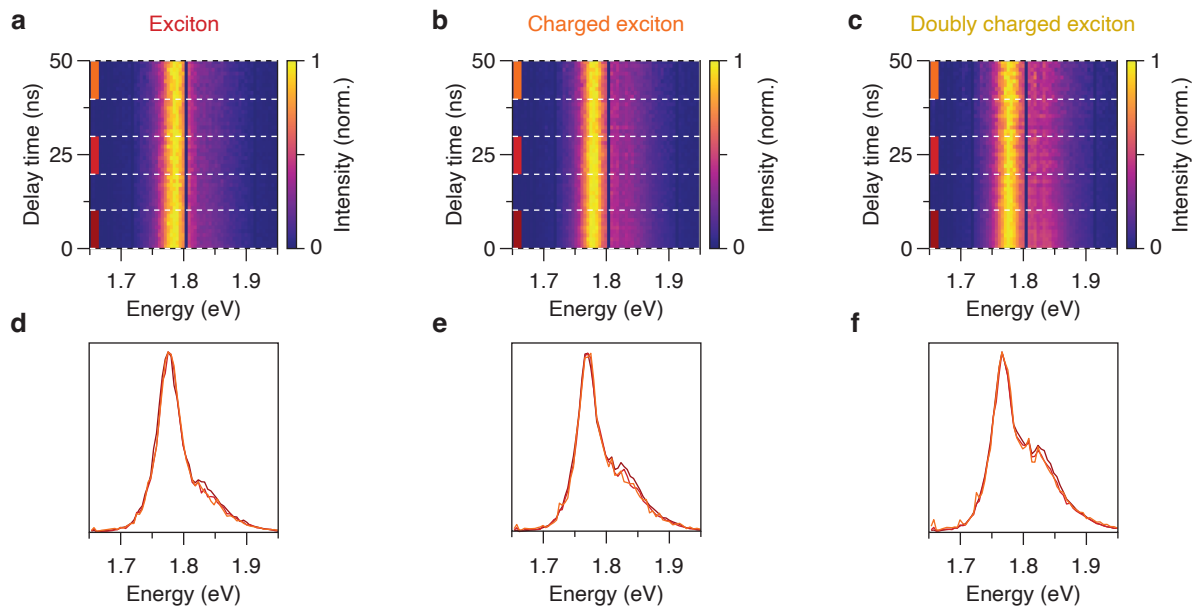 a Exciton
50
25
0
Delay time (ns)
1.7 1.8 1.9
Energy (eV)
1
0
Intensity (norm.)
b Charged exciton
50
25
0
Delay time (ns)
1.7 1.8 1.9
Energy (eV)
1
0
Intensity (norm.)
c Doubly charged exciton
50
25
0
Delay time (ns)
1.7 1.8 1.9
Energy (eV)
1
0
Intensity (norm.)
d
1.7 1.8 1.9
Energy (eV)
e
1.7 1.8 1.9
Energy (eV)
f
1.7 1.8 1.9
Energy (eV)